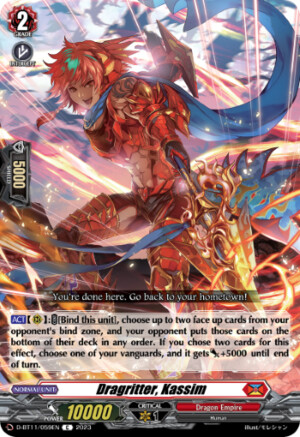 2
GRADE
INTERCEPT
5000
SHIELD
"You're done here. Go back to your hometown!"
ACT【】:[Bind this unit], choose up to two face up cards from your
opponent's bind zone, and your opponent puts those cards on the
bottom of their deck in any order. If you chose two cards for this
effect, choose one of your vanguards, and it gets +5000 until end
of turn.
NORMAL UNIT
Dragritter, Kassim
POWER
10000
CRITICAL
1
Dragon Empire
Human
D-BT11/059EN C 2023
Illust/モレシャン